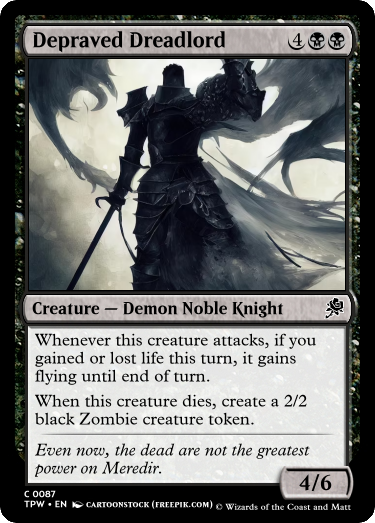 Depraved Dreadlord 4
Creature — Demon Noble Knight
Whenever this creature attacks, if you
gained or lost life this turn, it gains
flying until end of turn.
When this creature dies, create a 2/2
black Zombie creature token.
Even now, the dead are not the greatest
power on Meredir.
4/6
C 0087
TPW • EN CARTOONSTOCK (FREEPIK.COM) © Wizards of the Coast and Matt